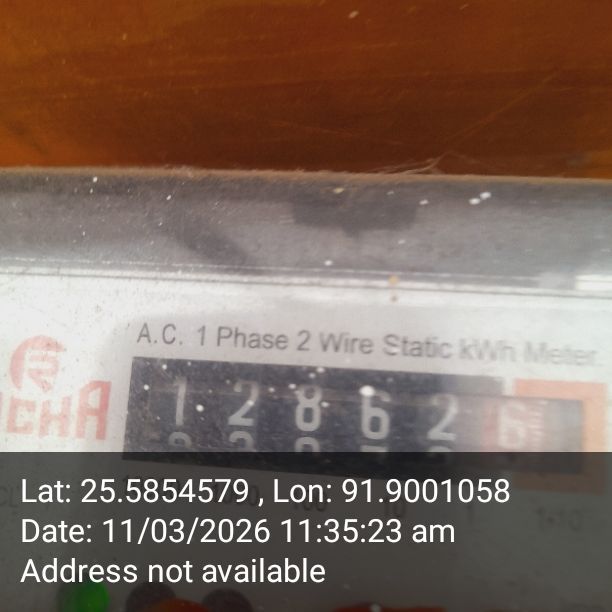 A.C. 1 Phase 2 Wire Static kWh Meter.
1 2 8 6 2 6
Lat: 25.5854579 , Lon: 91.9001058
Date: 11/03/2026 11:35:23 am
Address not available